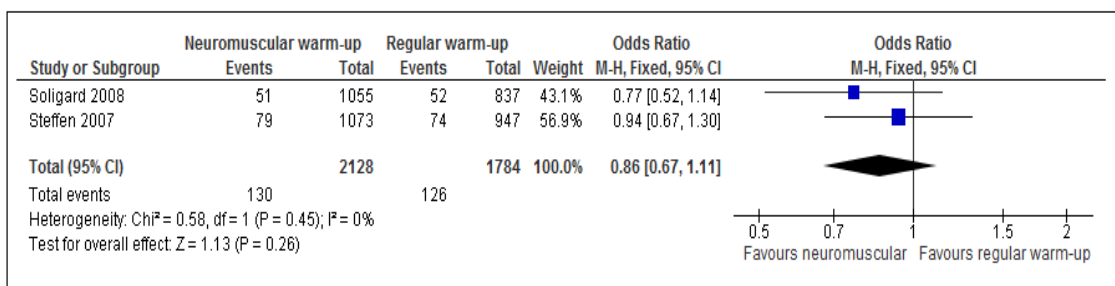 Neuromuscular warm-up Regular warm-up Odds Ratio Odds Ratio
Study or Subgroup Events Total Events Total Weight M-H, Fixed, 95% CI M-H, Fixed, 95% CI
Soligard 2008 51 1055 52 837 43.1% 0.77 [0.52, 1.14]
Steffen 2007 79 1073 74 947 56.9% 0.94 [0.67, 1.30]
Total (95% CI) 2128 1784 100.0% 0.86 [0.67, 1.11]
Total events 130 126
Heterogeneity: Chi² = 0.58, df = 1 (P = 0.45); I² = 0%
Test for overall effect: Z = 1.13 (P = 0.26)
0.5 0.7 1 1.5 2
Favours neuromuscular Favours regular warm-up